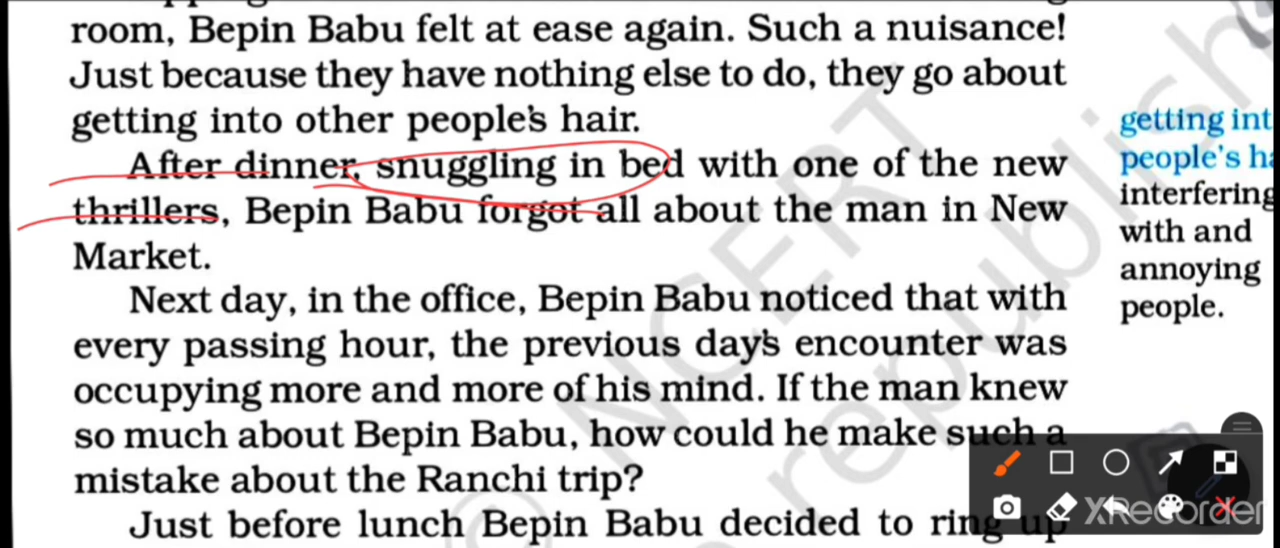 room, Bepin Babu felt at ease again. Such a nuisance!
Just because they have nothing else to do, they go about
getting into other people's hair.
After dinner, snuggling in bed with one of the new
thrillers, Bepin Babu forgot all about the man in New
Market.
Next day, in the office, Bepin Babu noticed that with
every passing hour, the previous day's encounter was
occupying more and more of his mind. If the man knew
so much about Bepin Babu, how could he make such a
mistake about the Ranchi trip?
Just before lunch Bepin Babu decided to ring up
getting int
people's ha
interfering
with and
annoying
people.
© NCERT
republish
XRecorder